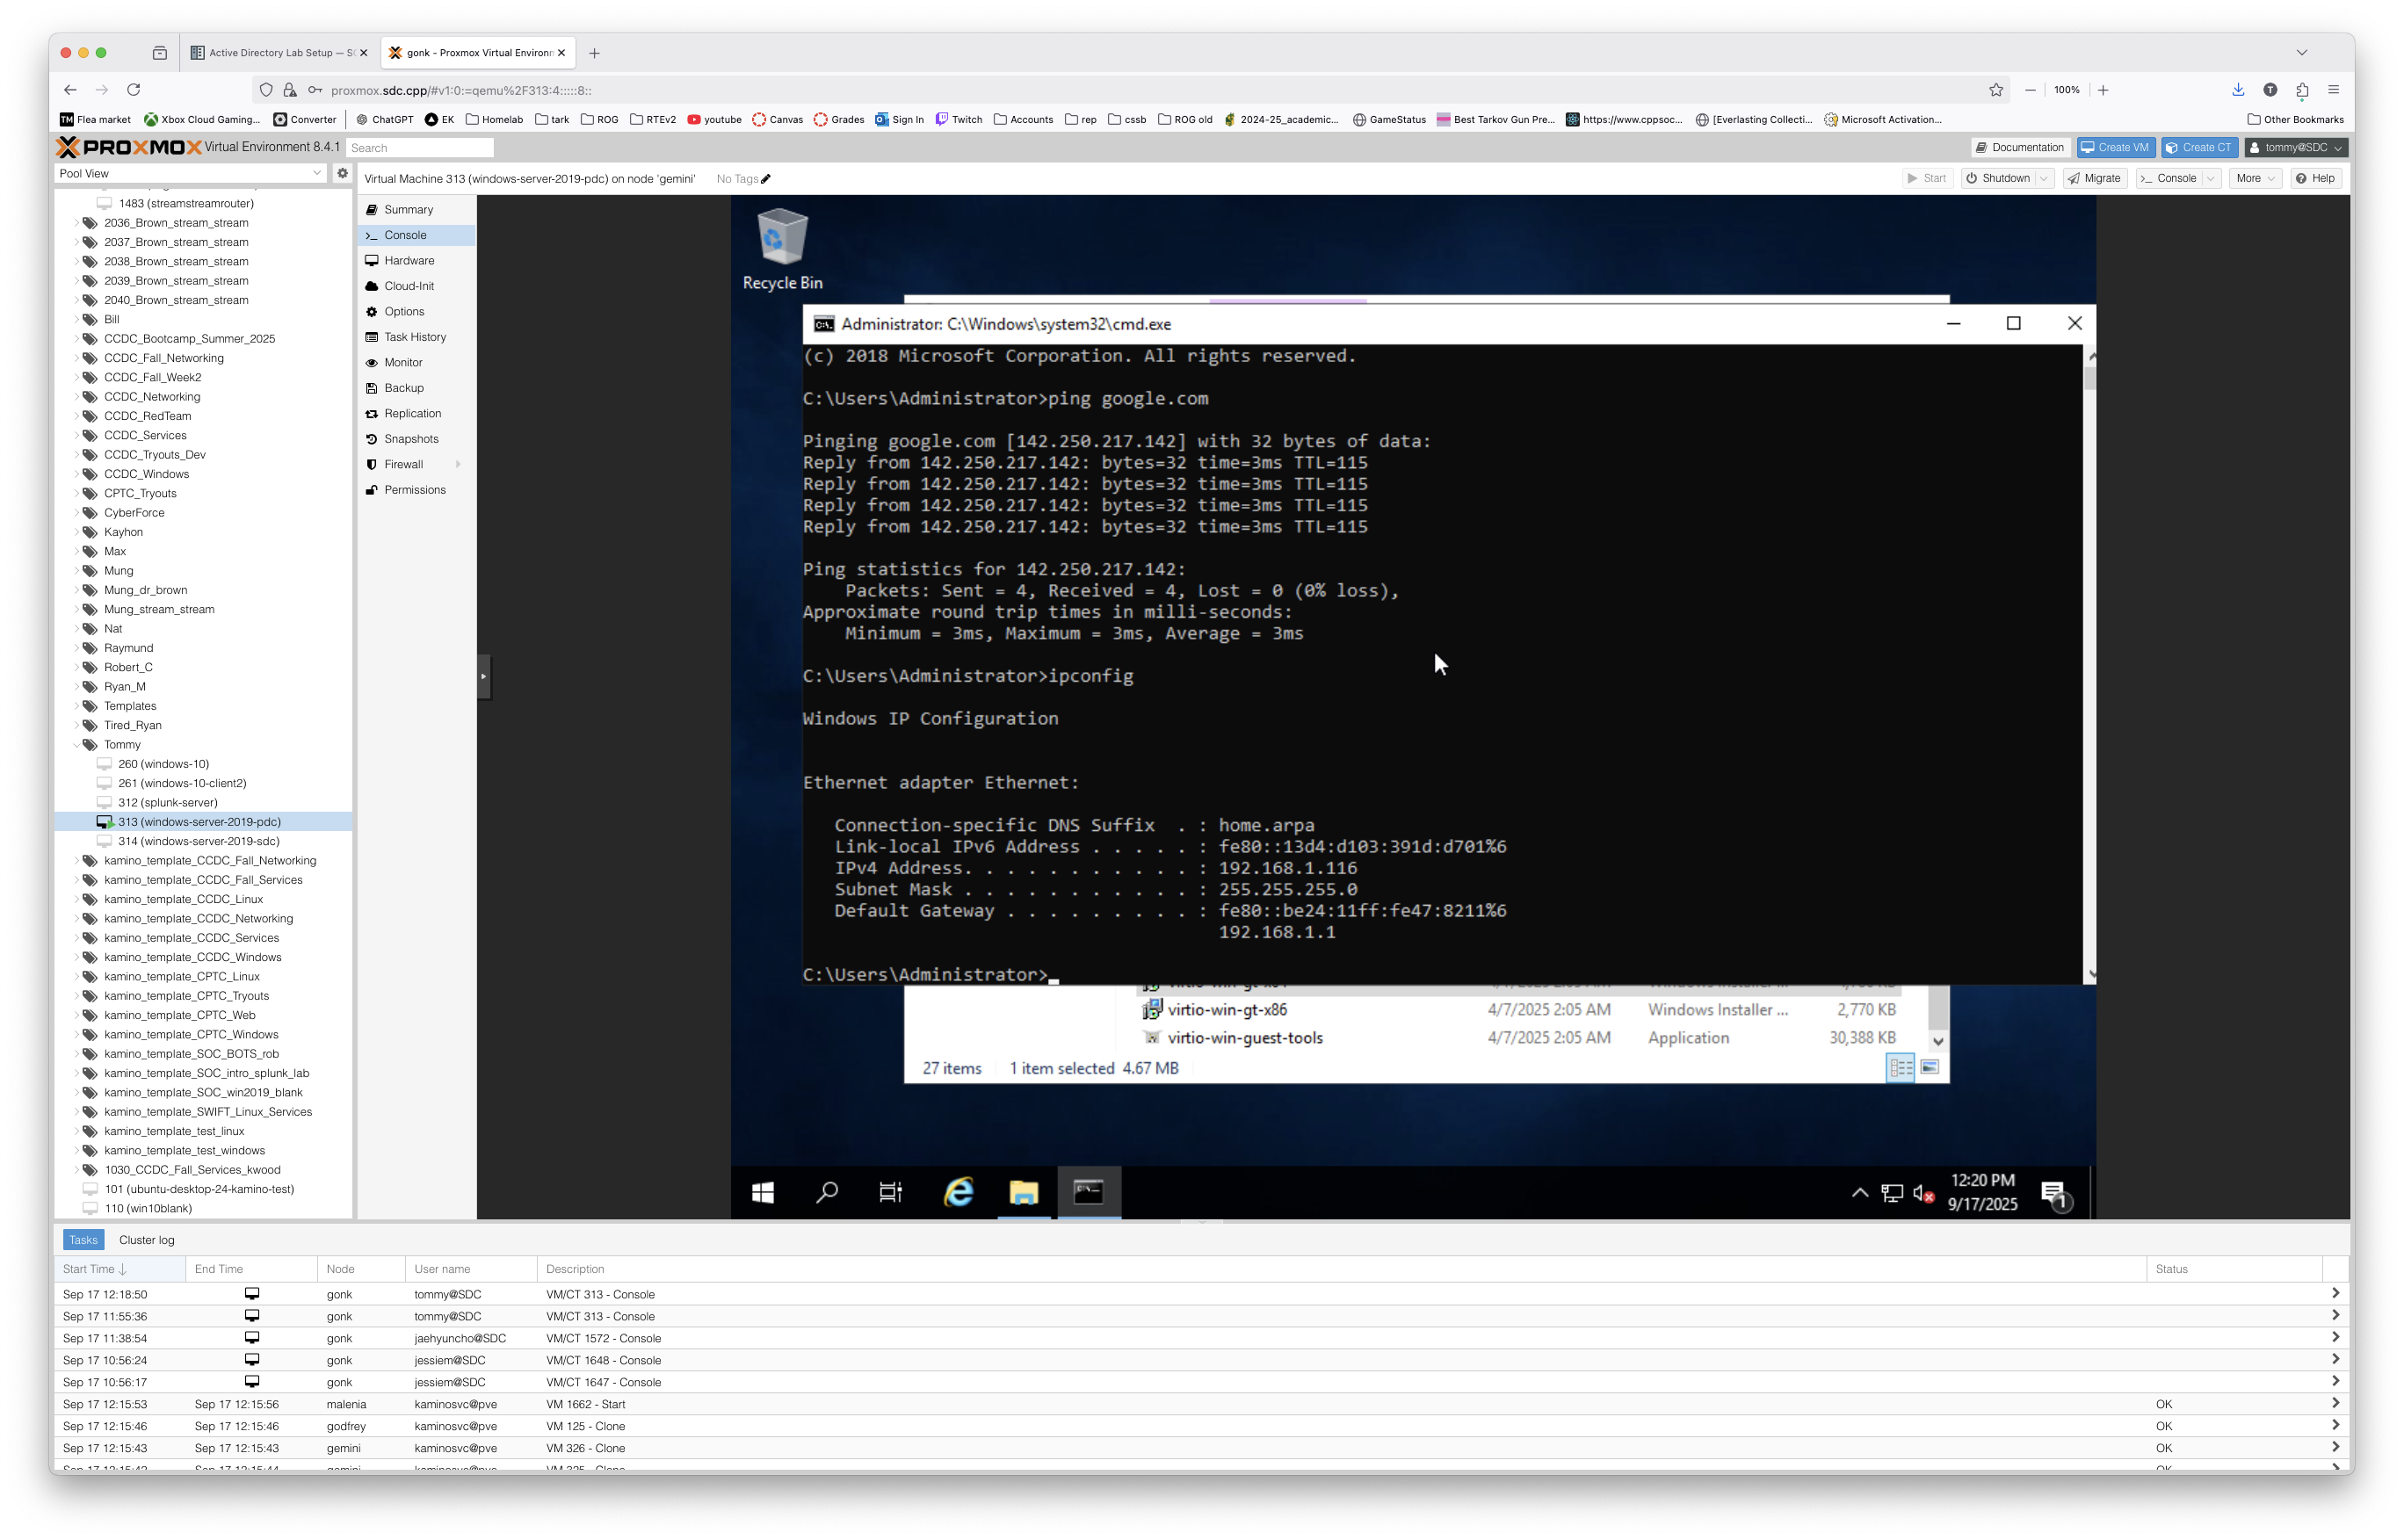 Active Directory Lab Setup — S
gonk - Proxmox Virtual Environm
proxmox.sdc.cpp/#v1:0:=qemu%2F313:4:::::8::
100%
Flea market
Xbox Cloud Gaming...
Converter
ChatGPT
EK
Homelab
tark
ROG
RTEv2
youtube
Canvas
Grades
Sign In
Twitch
Accounts
rep
cssb
ROG old
2024-25_academic...
GameStatus
Best Tarkov Gun Pre...
https://www.cppsoc...
[Everlasting Collecti...
Microsoft Activation...
Other Bookmarks
PROXMOX Virtual Environment 8.4.1
Search
Documentation
Create VM
Create CT
tommy@SDC
Pool View
Virtual Machine 313 (windows-server-2019-pdc) on node 'gemini'
No Tags
Start
Shutdown
Migrate
Console
More
Help
1483 (streamstreamrouter)
2036_Brown_stream_stream
2037_Brown_stream_stream
2038_Brown_stream_stream
2039_Brown_stream_stream
2040_Brown_stream_stream
Bill
CCDC_Bootcamp_Summer_2025
CCDC_Fall_Networking
CCDC_Fall_Week2
CCDC_Networking
CCDC_RedTeam
CCDC_Services
CCDC_Tryouts_Dev
CCDC_Windows
CPTC_Tryouts
CyberForce
Kayhon
Max
Mung
Mung_dr_brown
Mung_stream_stream
Nat
Raymund
Robert_C
Ryan_M
Templates
Tired_Ryan
Tommy
260 (windows-10)
261 (windows-10-client2)
312 (splunk-server)
313 (windows-server-2019-pdc)
314 (windows-server-2019-sdc)
kamino_template_CCDC_Fall_Networking
kamino_template_CCDC_Fall_Services
kamino_template_CCDC_Linux
kamino_template_CCDC_Networking
kamino_template_CCDC_Services
kamino_template_CCDC_Windows
kamino_template_CPTC_Linux
kamino_template_CPTC_Tryouts
kamino_template_CPTC_Web
kamino_template_CPTC_Windows
kamino_template_SOC_BOTS_rob
kamino_template_SOC_intro_splunk_lab
kamino_template_SOC_win2019_blank
kamino_template_SWIFT_Linux_Services
kamino_template_test_linux
kamino_template_test_windows
1030_CCDC_Fall_Services_kwood
101 (ubuntu-desktop-24-kamino-test)
110 (win10blank)
Summary
Console
Hardware
Cloud-Init
Options
Task History
Monitor
Backup
Replication
Snapshots
Firewall
Permissions
Recycle Bin
Administrator: C:\Windows\system32\cmd.exe
(c) 2018 Microsoft Corporation. All rights reserved.
C:\Users\Administrator>ping google.com
Pinging google.com [142.250.217.142] with 32 bytes of data:
Reply from 142.250.217.142: bytes=32 time=3ms TTL=115
Reply from 142.250.217.142: bytes=32 time=3ms TTL=115
Reply from 142.250.217.142: bytes=32 time=3ms TTL=115
Reply from 142.250.217.142: bytes=32 time=3ms TTL=115
Ping statistics for 142.250.217.142:
Packets: Sent = 4, Received = 4, Lost = 0 (0% loss),
Approximate round trip times in milli-seconds:
Minimum = 3ms, Maximum = 3ms, Average = 3ms
C:\Users\Administrator>ipconfig
Windows IP Configuration
Ethernet adapter Ethernet:
Connection-specific DNS Suffix  . : home.arpa
Link-local IPv6 Address . . . . . : fe80::13d4:d103:391d:d701%6
IPv4 Address. . . . . . . . . . . : 192.168.1.116
Subnet Mask . . . . . . . . . . . : 255.255.255.0
Default Gateway . . . . . . . . . : fe80::be24:11ff:fe47:8211%6
192.168.1.1
C:\Users\Administrator>
virtio-win-gt-x86 4/7/2025 2:05 AM Windows Installer ... 2,770 KB
virtio-win-guest-tools 4/7/2025 2:05 AM Application 30,388 KB
27 items 1 item selected 4.67 MB
12:20 PM
9/17/2025
1
Tasks
Cluster log
Start Time End Time Node User name Description Status
Sep 17 12:18:50 gonk tommy@SDC VM/CT 313 - Console
Sep 17 11:55:36 gonk tommy@SDC VM/CT 313 - Console
Sep 17 11:38:54 gonk jaehyuncho@SDC VM/CT 1572 - Console
Sep 17 10:56:24 gonk jessiem@SDC VM/CT 1648 - Console
Sep 17 10:56:17 gonk jessiem@SDC VM/CT 1647 - Console
Sep 17 12:15:53 Sep 17 12:15:56 malenia kaminosvc@pve VM 1662 - Start OK
Sep 17 12:15:46 Sep 17 12:15:46 godfrey kaminosvc@pve VM 125 - Clone OK
Sep 17 12:15:43 Sep 17 12:15:43 gemini kaminosvc@pve VM 326 - Clone OK